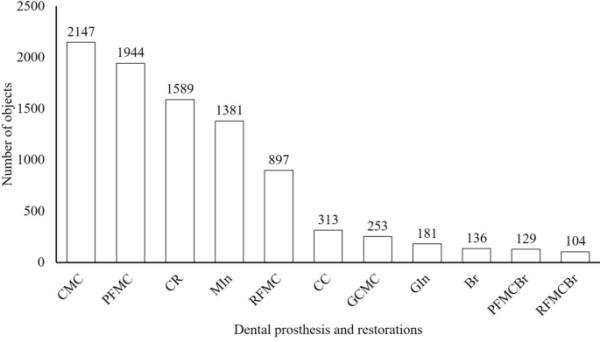 2500
2147
1944
2000
1589
1500
1381
1000
897
500
313
253
181
136
129
104
0
Number of objects
CMC
PFMC
CR
MIn
RFMC
CC
GCMC
GIn
Br
PFMCBr
RFMCBr
Dental prosthesis and restorations